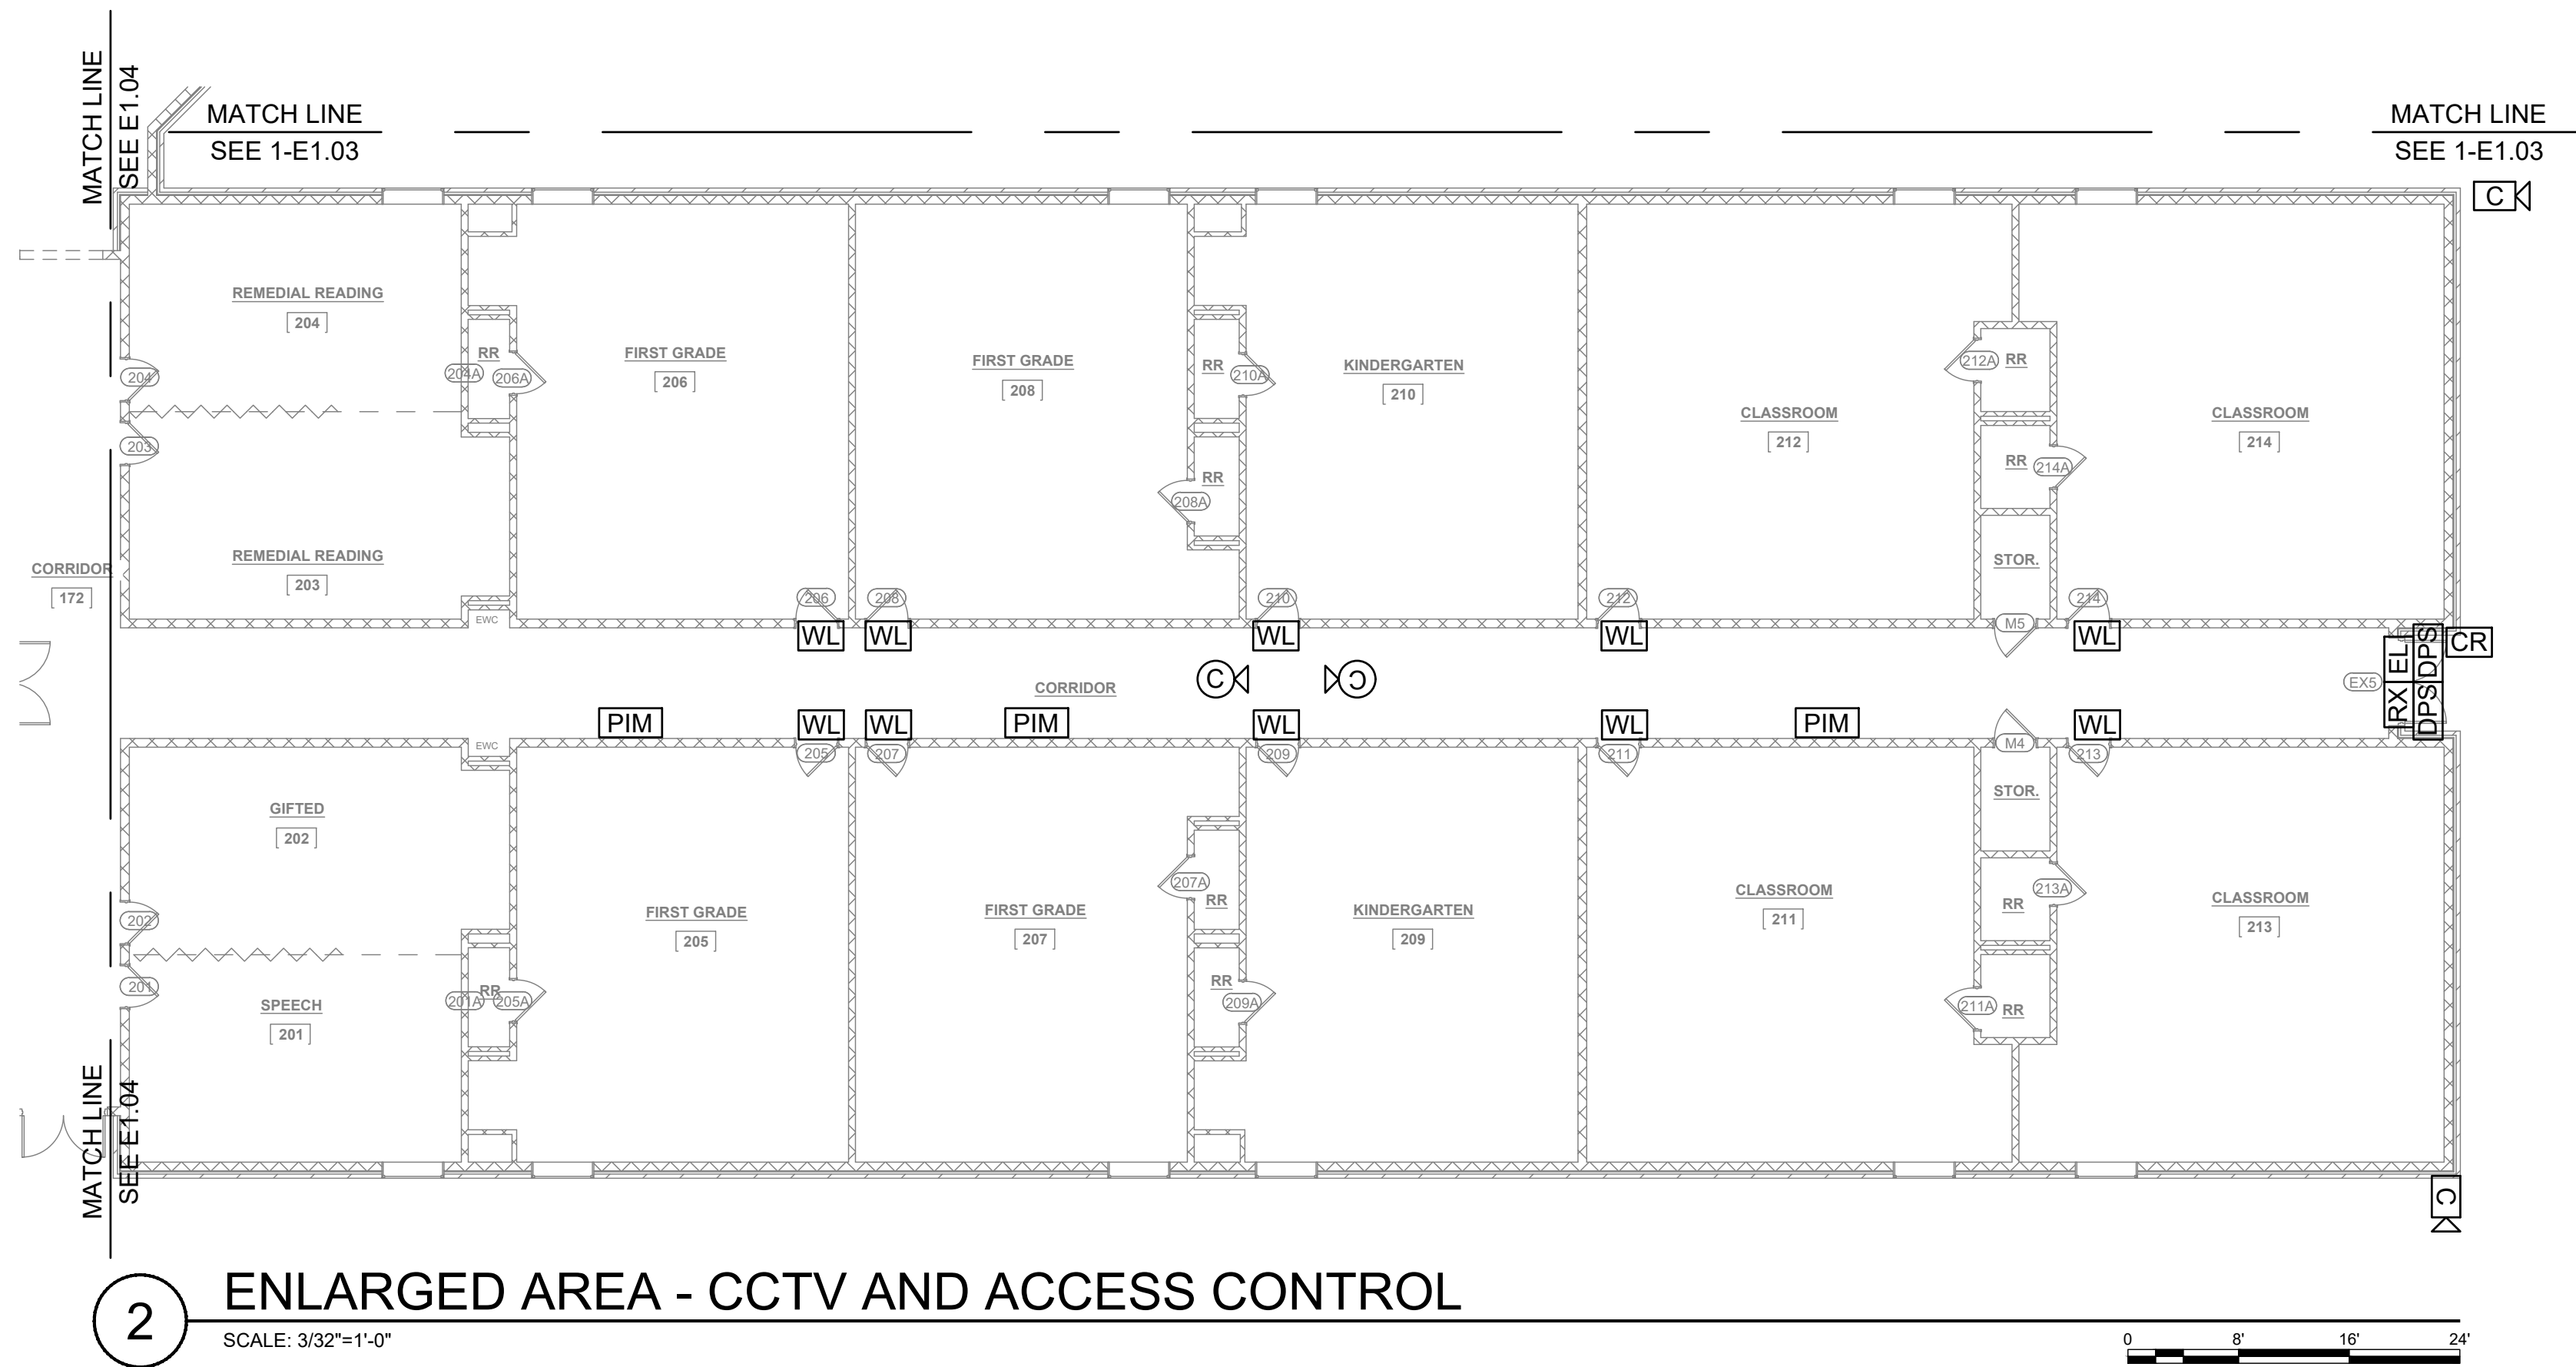 MATCH LINE
SEE E1.04
MATCH LINE
SEE 1-E1.03
MATCH LINE
SEE 1-E1.03
C
REMEDIAL READING
204
RR
204A
206A
FIRST GRADE
206
FIRST GRADE
208
RR
210A
KINDERGARTEN
210
CLASSROOM
212
212A
RR
CLASSROOM
214
204
203
RR
208A
RR
214A
REMEDIAL READING
203
STOR.
CORRIDOR
172
EWC
206
208
210
212
M5
214
WL
WL
WL
WL
WL
EL
DPS
CR
CORRIDOR
C
C
EX5
RX
DPS
PIM
WL
WL
PIM
WL
WL
PIM
WL
EWC
205
207
209
211
M4
213
GIFTED
202
STOR.
207A
RR
213A
RR
CLASSROOM
211
CLASSROOM
213
202
FIRST GRADE
205
FIRST GRADE
207
KINDERGARTEN
209
201
SPEECH
201
201A
RR
205A
RR
209A
211A
RR
MATCH LINE
SEE E1.04
C
2
ENLARGED AREA - CCTV AND ACCESS CONTROL
SCALE: 3/32"=1'-0"
0 8' 16' 24'